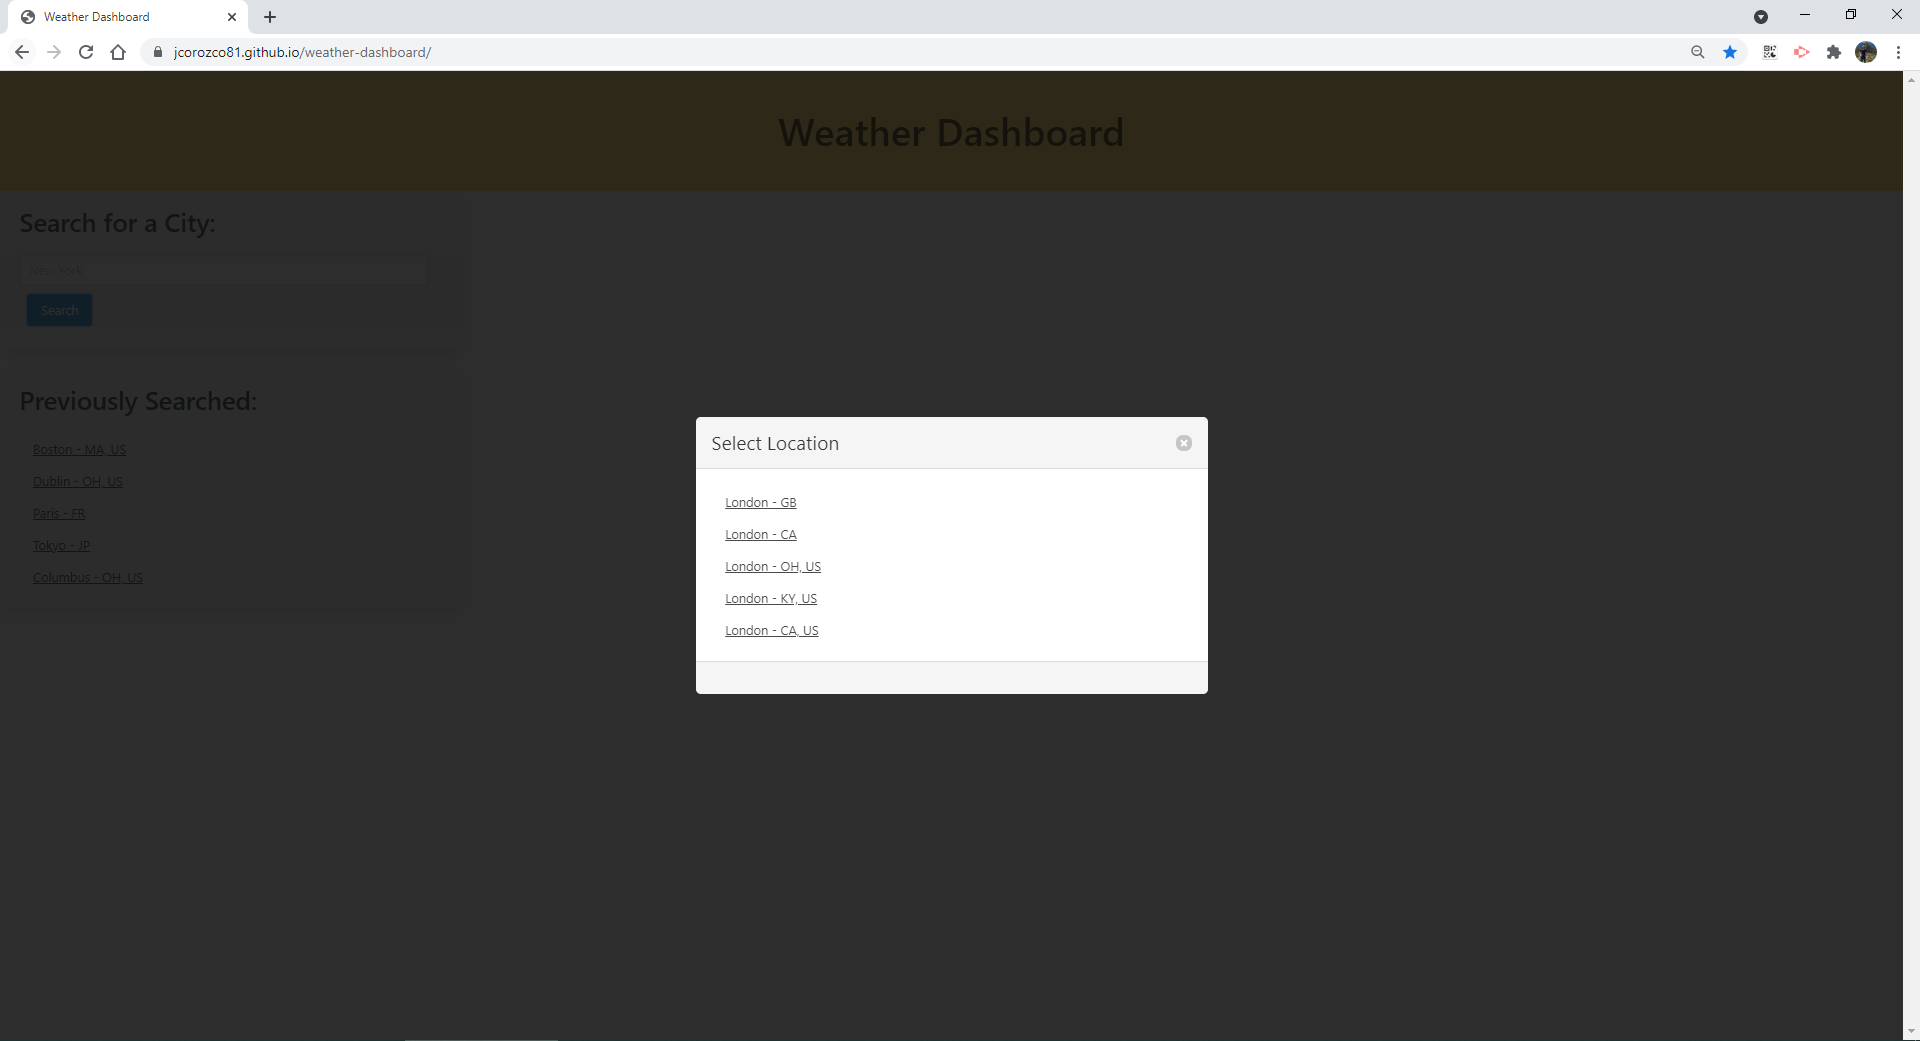 Weather Dashboard
jcorozco81.github.io/weather-dashboard/
Weather Dashboard
Search for a City:
New York
Search
Previously Searched:
Boston - MA, US
Dublin - OH, US
Paris - FR
Tokyo - JP
Columbus - OH, US
Select Location
London - GB
London - CA
London - OH, US
London - KY, US
London - CA, US